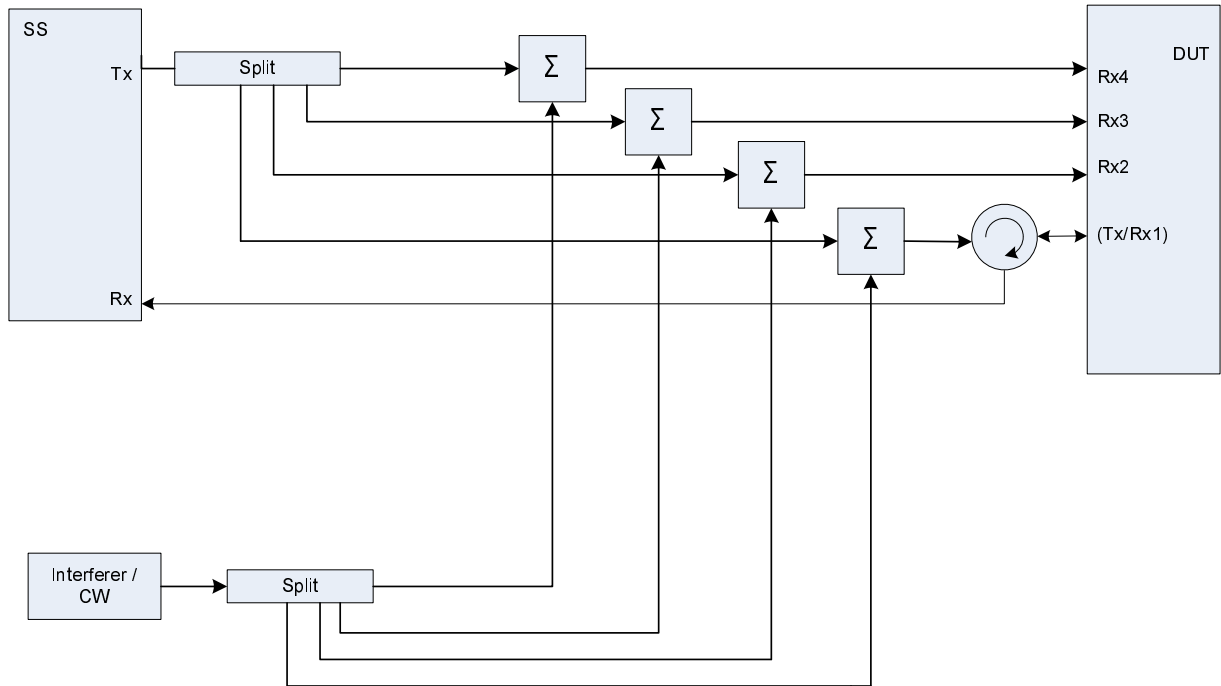 SS
DUT
Tx
Split
Σ
Rx4
Σ
Rx3
Σ
Rx2
Σ
(Tx/Rx1)
Rx
Interferer /
CW
Split